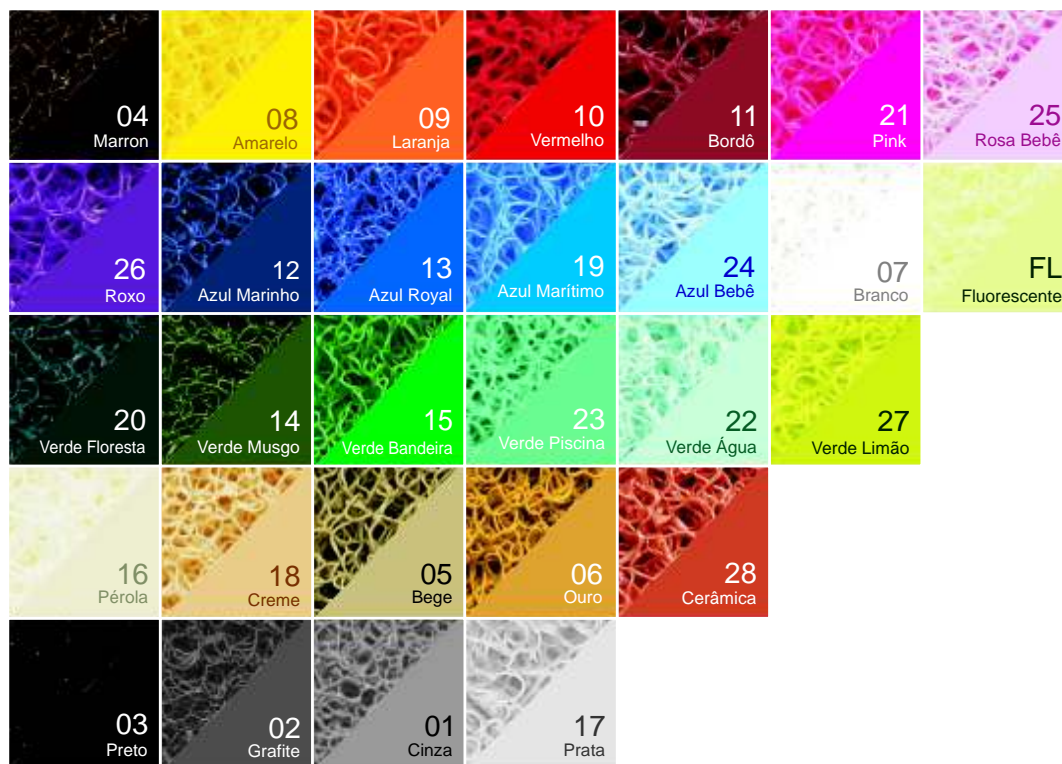 04
Marron
08
Amarelo
09
Laranja
10
Vermelho
11
Bordô
21
Pink
25
Rosa Bebê
26
Roxo
12
Azul Marinho
13
Azul Royal
19
Azul Marítimo
24
Azul Bebê
07
Branco
FL
Fluorescente
20
Verde Floresta
14
Verde Musgo
15
Verde Bandeira
23
Verde Piscina
22
Verde Água
27
Verde Limão
16
Pérola
18
Creme
05
Bege
06
Ouro
28
Cerâmica
03
Preto
02
Grafite
01
Cinza
17
Prata